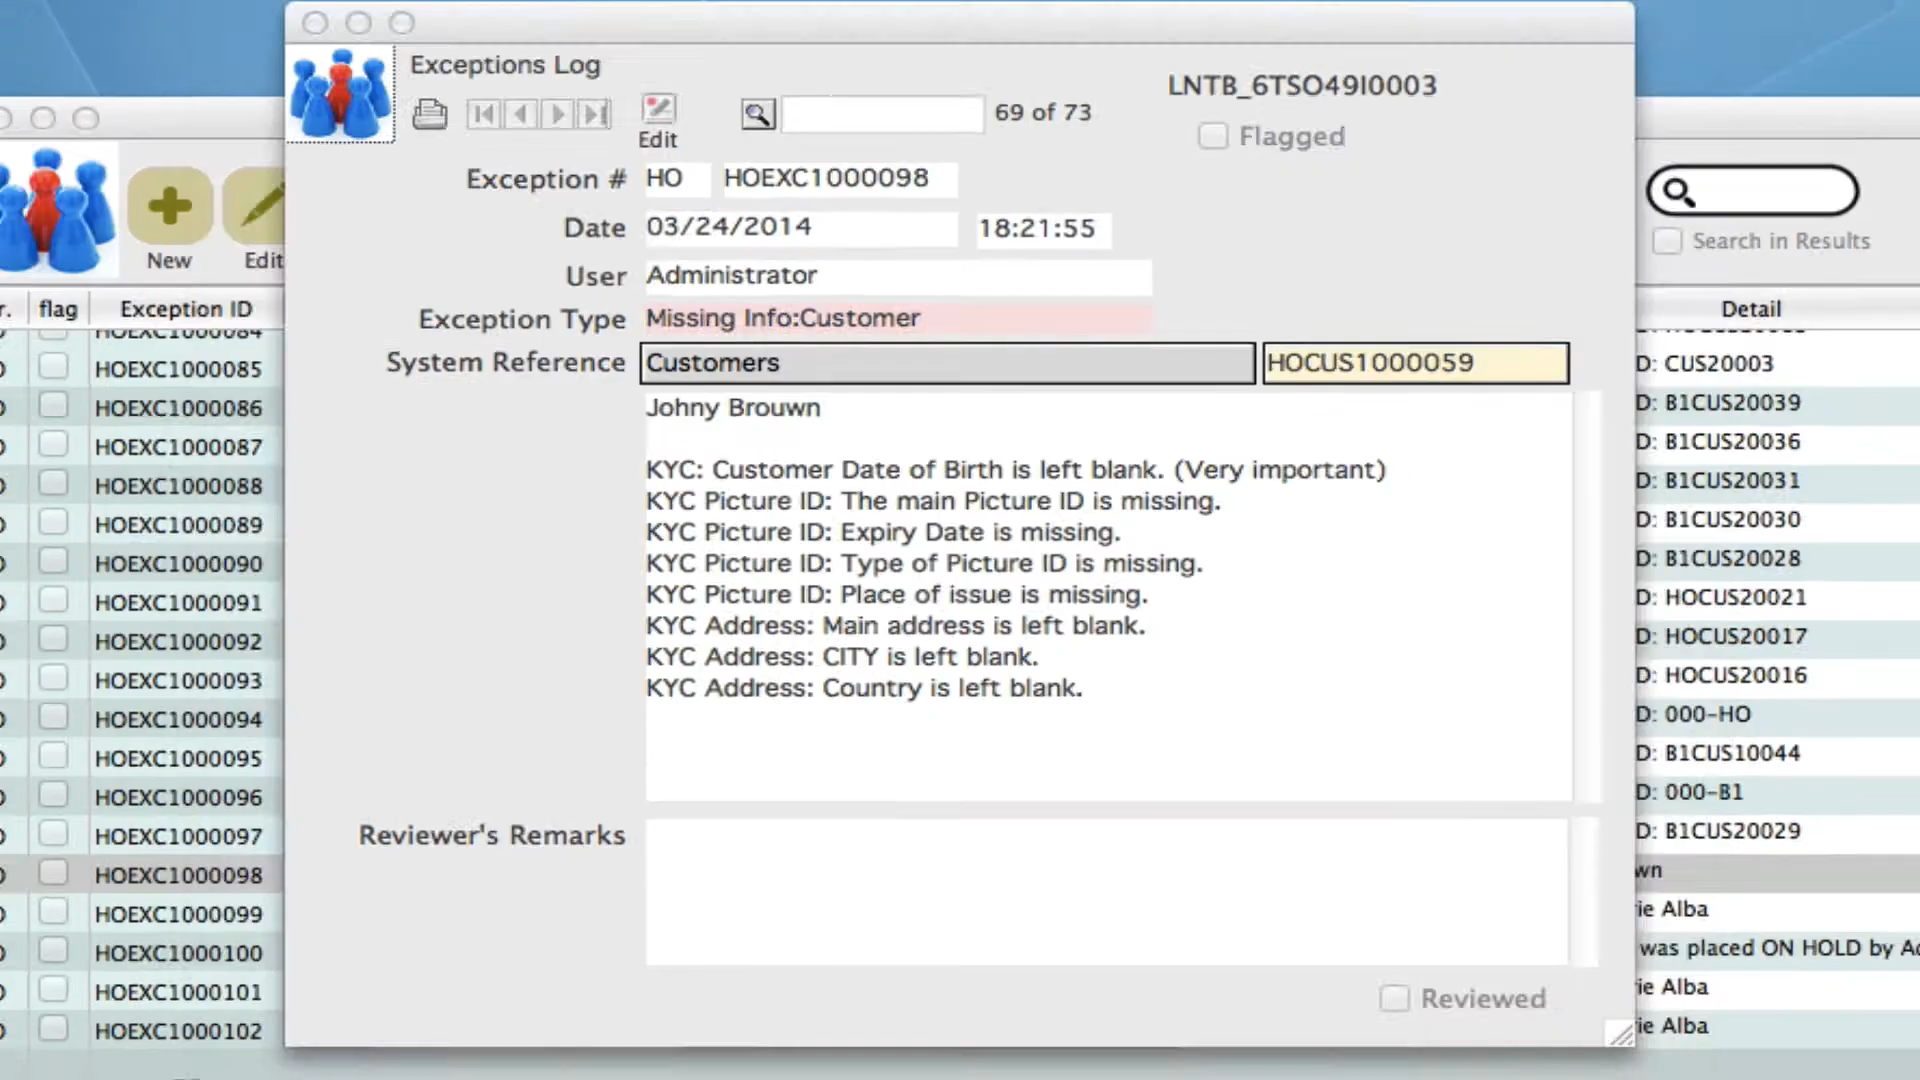 Exceptions Log
LNTB_6TSO49I0003
Edit
69 of 73
Flagged
Exception # HO HOEXC1000098
Date 03/24/2014 18:21:55
User Administrator
Exception Type Missing Info:Customer
System Reference Customers HOCUS1000059
Johny Brouwn
KYC: Customer Date of Birth is left blank. (Very important)
KYC Picture ID: The main Picture ID is missing.
KYC Picture ID: Expiry Date is missing.
KYC Picture ID: Type of Picture ID is missing.
KYC Picture ID: Place of issue is missing.
KYC Address: Main address is left blank.
KYC Address: CITY is left blank.
KYC Address: Country is left blank.
Reviewer's Remarks
Reviewed
New Edit
flag Exception ID
HOEXC1000084
HOEXC1000085
HOEXC1000086
HOEXC1000087
HOEXC1000088
HOEXC1000089
HOEXC1000090
HOEXC1000091
HOEXC1000092
HOEXC1000093
HOEXC1000094
HOEXC1000095
HOEXC1000096
HOEXC1000097
HOEXC1000098
HOEXC1000099
HOEXC1000100
HOEXC1000101
HOEXC1000102
Search in Results
Detail
D: CUS20003
D: B1CUS20039
D: B1CUS20036
D: B1CUS20031
D: B1CUS20030
D: B1CUS20028
D: HOCUS20021
D: HOCUS20017
D: HOCUS20016
D: 000-HO
D: B1CUS10044
D: 000-B1
D: B1CUS20029
wn
ie Alba
was placed ON HOLD by Ad
ie Alba
ie Alba